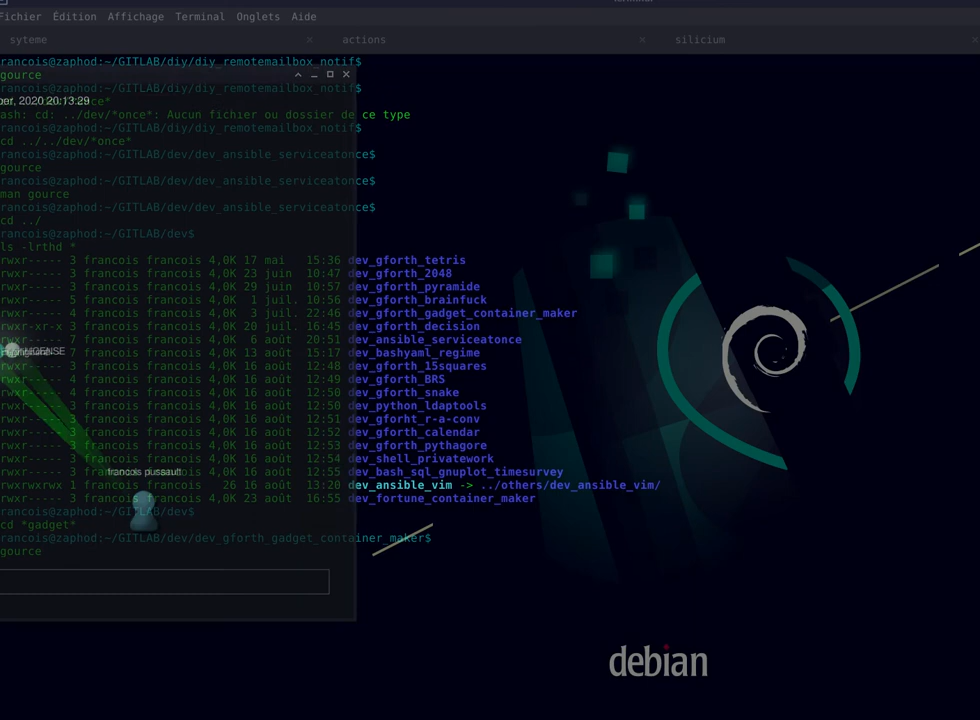 Fichier Édition Affichage Terminal Onglets Aide
syteme × actions × silicium ×
rancois@zaphod:~/GITLAB/diy/diy_remotemailbox_notif$
gource
rancois@zaphod:~/GITLAB/diy/diy_remotemailbox_notif$
ber, 2020 20:13:29
ash: cd: ../dev/*once*: Aucun fichier ou dossier de ce type
rancois@zaphod:~/GITLAB/diy/diy_remotemailbox_notif$
cd ../../dev/*once*
rancois@zaphod:~/GITLAB/dev/dev_ansible_serviceatonce$
gource
rancois@zaphod:~/GITLAB/dev/dev_ansible_serviceatonce$
man gource
rancois@zaphod:~/GITLAB/dev/dev_ansible_serviceatonce$
cd ../
rancois@zaphod:~/GITLAB/dev$
ls -lrthd *
rwxr----- 3 francois francois 4,0K 17 mai   15:36 dev_gforth_tetris
rwxr----- 3 francois francois 4,0K 23 juin  10:47 dev_gforth_2048
rwxr----- 3 francois francois 4,0K 29 juin  10:57 dev_gforth_pyramide
rwxr----- 5 francois francois 4,0K  1 juil. 10:56 dev_gforth_brainfuck
rwxr----- 4 francois francois 4,0K  3 juil. 22:46 dev_gforth_gadget_container_maker
rwxr-xr-x 3 francois francois 4,0K 20 juil. 16:45 dev_gforth_decision
rwxr----- 7 francois francois 4,0K  6 août  20:51 dev_ansible_serviceatonce
rwxr----- 7 francois francois 4,0K 13 août  15:17 dev_bashyaml_regime
LICENSE
rwxr----- 3 francois francois 4,0K 16 août  12:48 dev_gforth_15squares
rwxr----- 4 francois francois 4,0K 16 août  12:49 dev_gforth_BRS
rwxr----- 4 francois francois 4,0K 16 août  12:50 dev_gforth_snake
rwxr----- 3 francois francois 4,0K 16 août  12:50 dev_python_ldaptools
rwxr----- 3 francois francois 4,0K 16 août  12:51 dev_gforht_r-a-conv
rwxr----- 3 francois francois 4,0K 16 août  12:52 dev_gforth_calendar
rwxr----- 3 francois francois 4,0K 16 août  12:52 dev_gforth_pythagore
rwxr----- 3 francois francois 4,0K 16 août  12:54 dev_shell_privatework
rwxr----- 3 francois francois 4,0K 16 août  12:55 dev_bash_sql_gnuplot_timesurvey
francois pussault
rwxrwxrwx 1 francois francois   26 16 août  13:20 dev_ansible_vim -> ../others/dev_ansible_vim/
rwxr----- 3 francois francois 4,0K 23 août  16:55 dev_fortune_container_maker
rancois@zaphod:~/GITLAB/dev$
cd *gadget*
rancois@zaphod:~/GITLAB/dev/dev_gforth_gadget_container_maker$
gource
debian